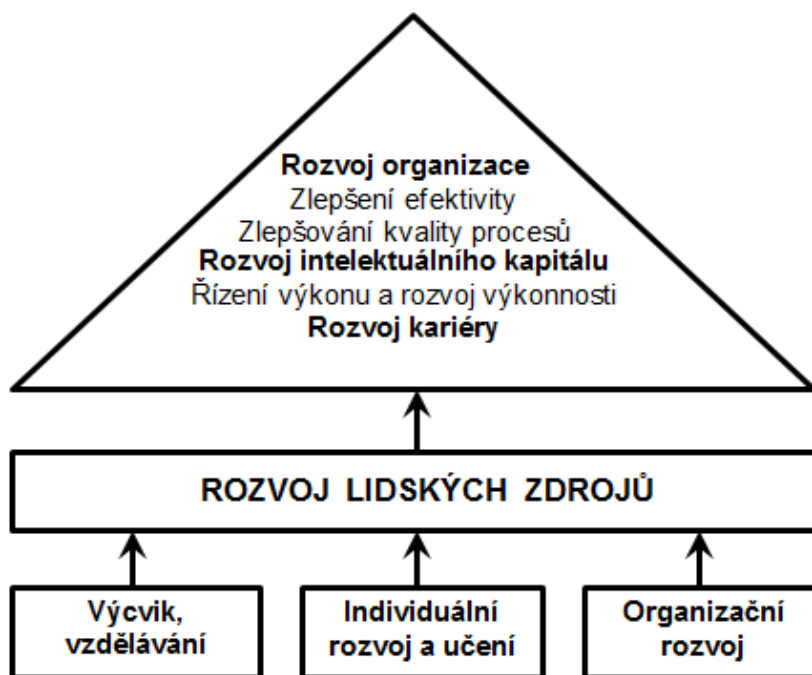 Rozvoj organizace
Zlepšení efektivity
Zlepšování kvality procesů
Rozvoj intelektuálního kapitálu
Řízení výkonu a rozvoj výkonnosti
Rozvoj kariéry
ROZVOJ LIDSKÝCH ZDROJŮ
Výcvik,
vzdělávání
Individuální
rozvoj a učení
Organizační
rozvoj